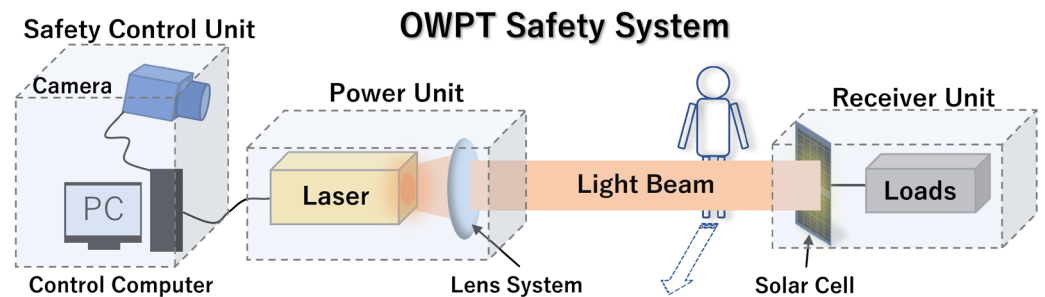 OWPT Safety System
Safety Control Unit
Camera
PC
Control Computer
Power Unit
Laser
Lens System
Light Beam
Receiver Unit
Loads
Solar Cell